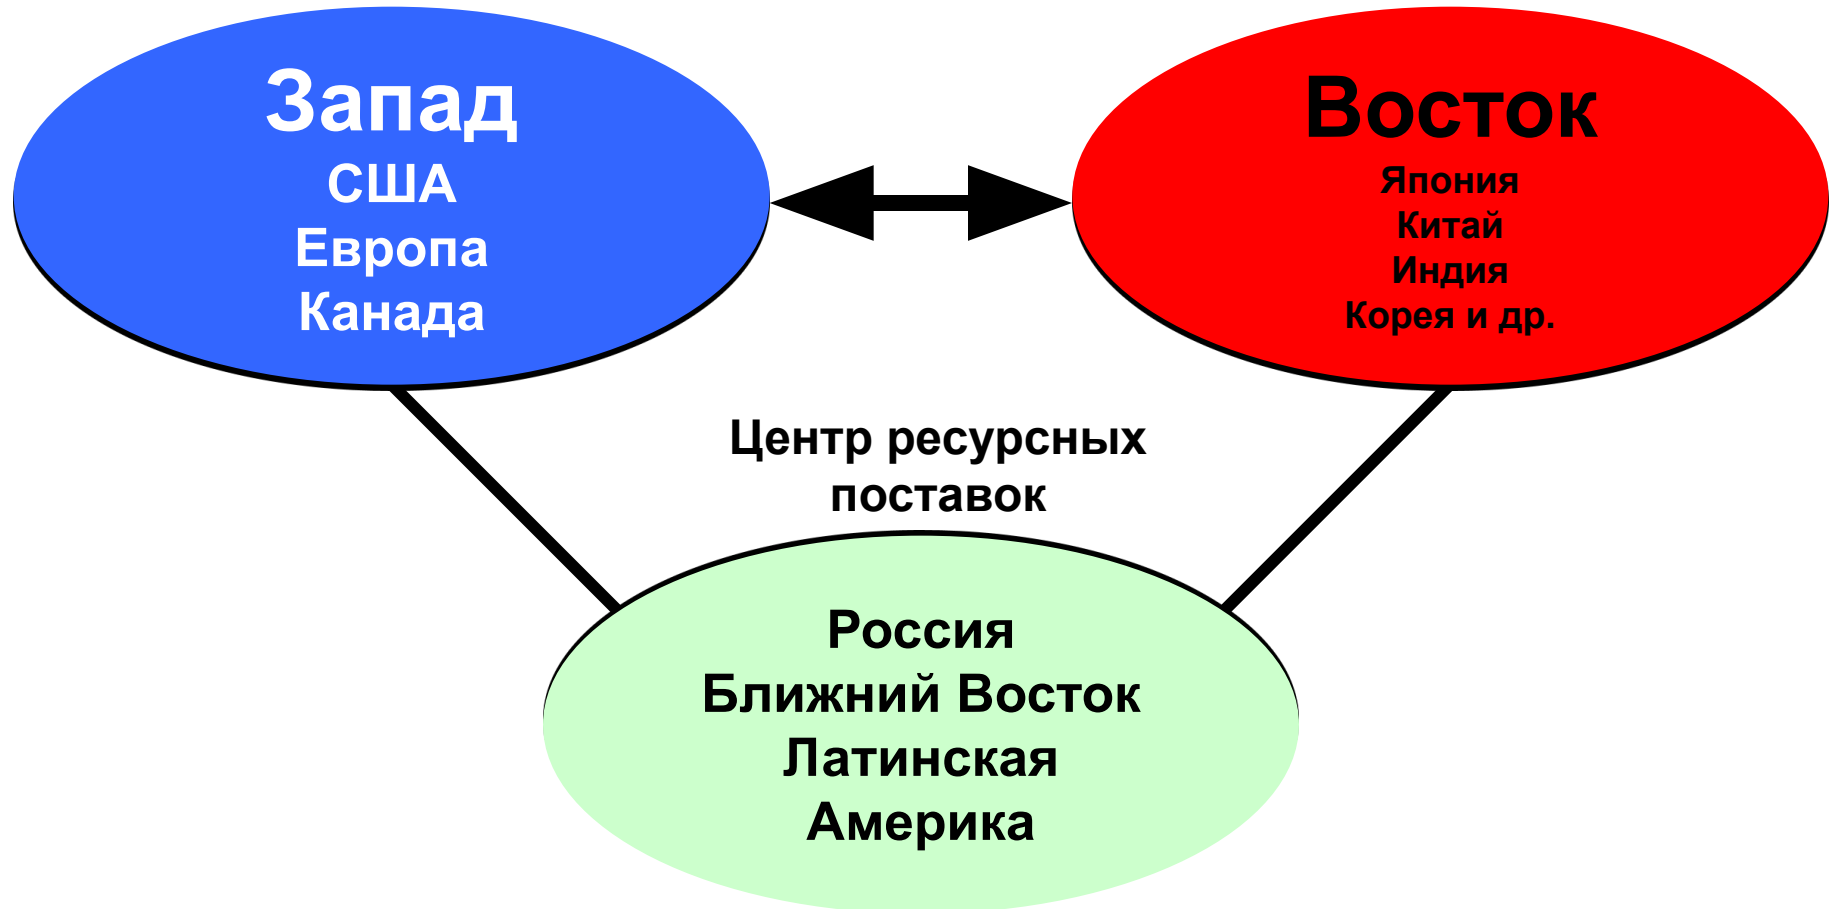 Запад
США
Европа
Канада
Восток
Япония
Китай
Индия
Корея и др.
Центр ресурсных
поставок
Россия
Ближний Восток
Латинская
Америка